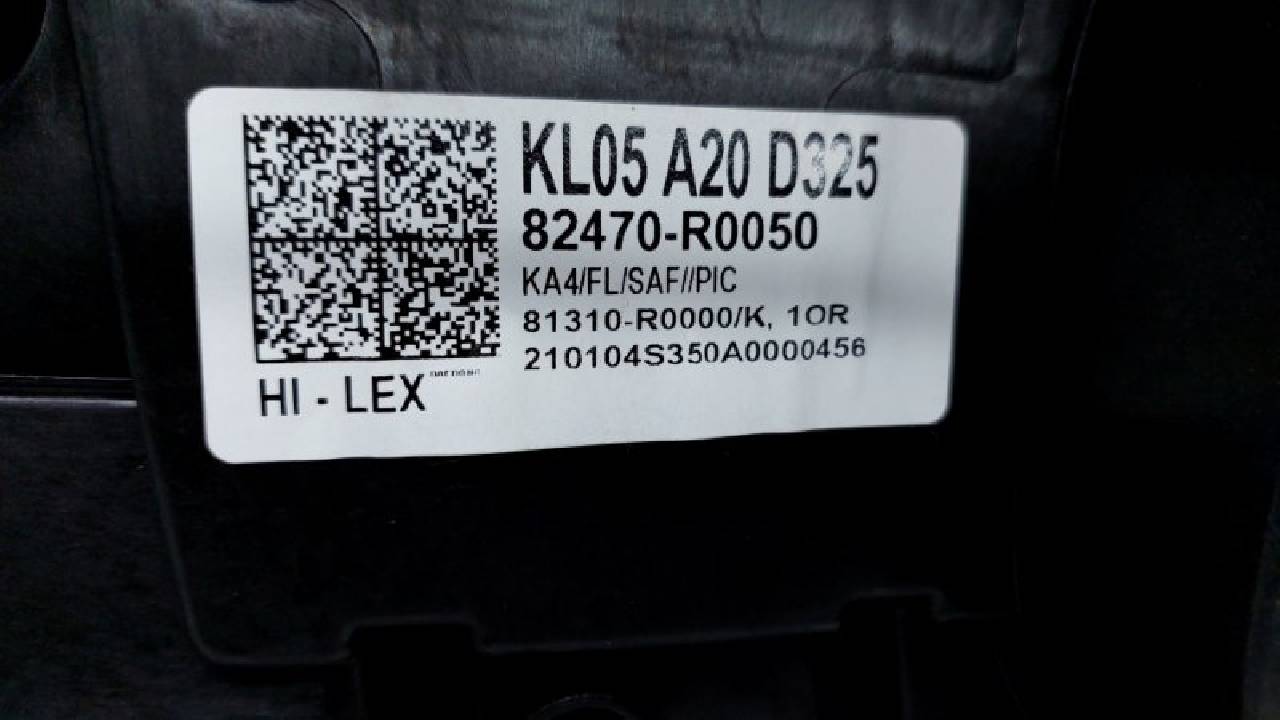 KL05 A20 D325
82470-R0050
KA4/FL/SAF//PIC
81310-R0000/K, 1OR
210104S350A0000456
HI - LEX